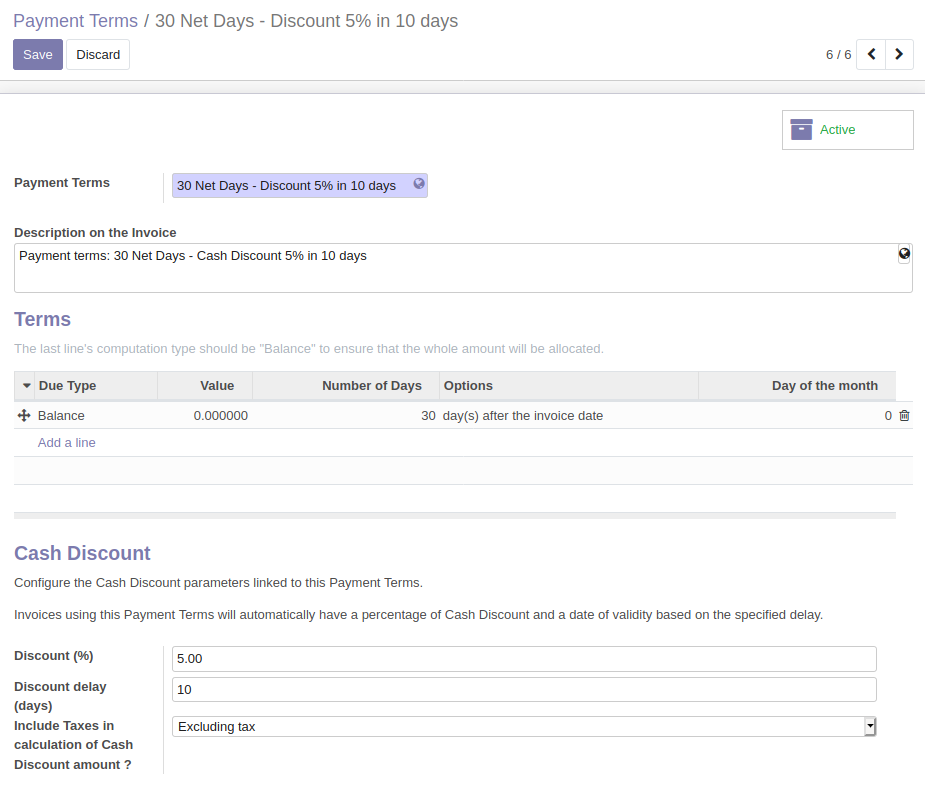 Payment Terms / 30 Net Days - Discount 5% in 10 days
Save Discard 6 / 6
Active
Payment Terms 30 Net Days - Discount 5% in 10 days
Description on the Invoice
Payment terms: 30 Net Days - Cash Discount 5% in 10 days
Terms
The last line's computation type should be "Balance" to ensure that the whole amount will be allocated.
Due Type Value Number of Days Options Day of the month
Balance 0.000000 30 day(s) after the invoice date 0
Add a line
Cash Discount
Configure the Cash Discount parameters linked to this Payment Terms.
Invoices using this Payment Terms will automatically have a percentage of Cash Discount and a date of validity based on the specified delay.
Discount (%) 5.00
Discount delay 10
(days)
Include Taxes in Excluding tax
calculation of Cash
Discount amount ?